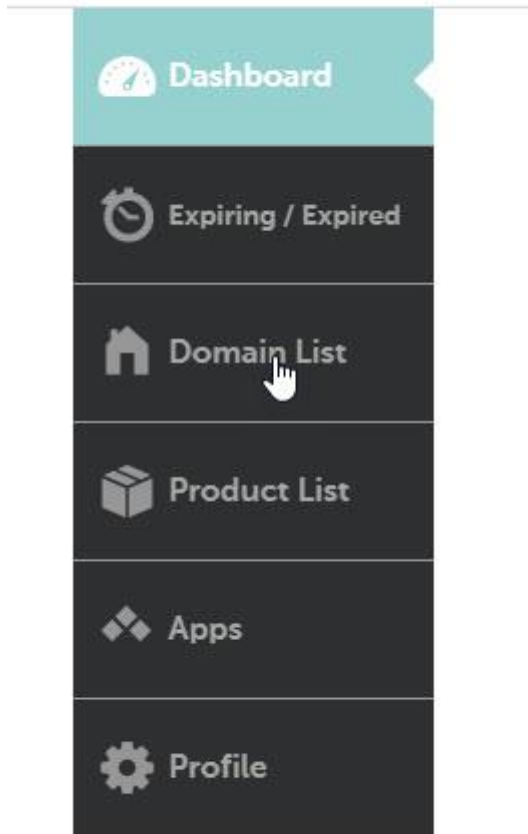 Dashboard
Expiring / Expired
Domain List
Product List
Apps
Profile